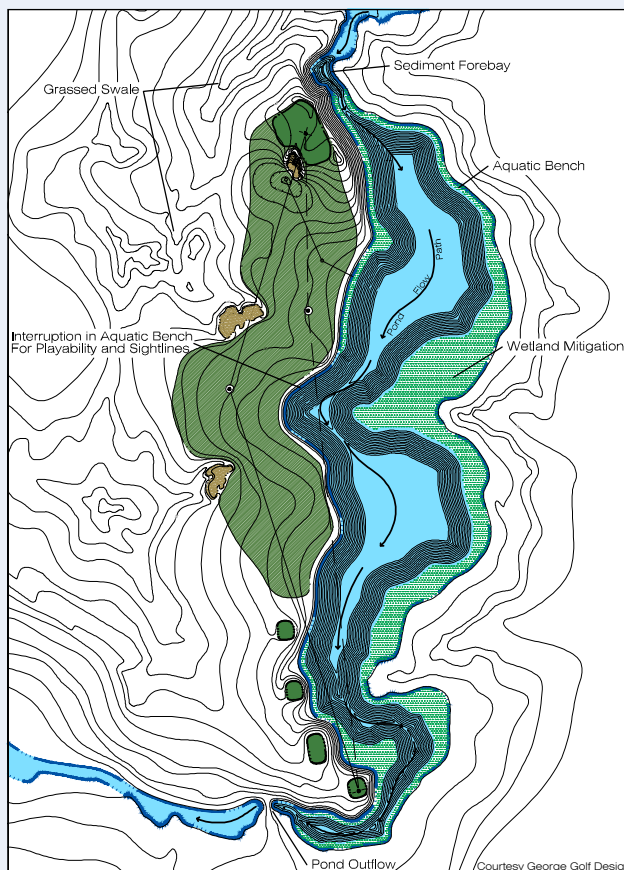 Sediment Forebay
Grassed Swale
Aquatic Bench
Pond Flow Path
Interruption in Aquatic Bench
For Playability and Sightlines
Wetland Mitigation
Pond Outflow
Courtesy George Golf Design